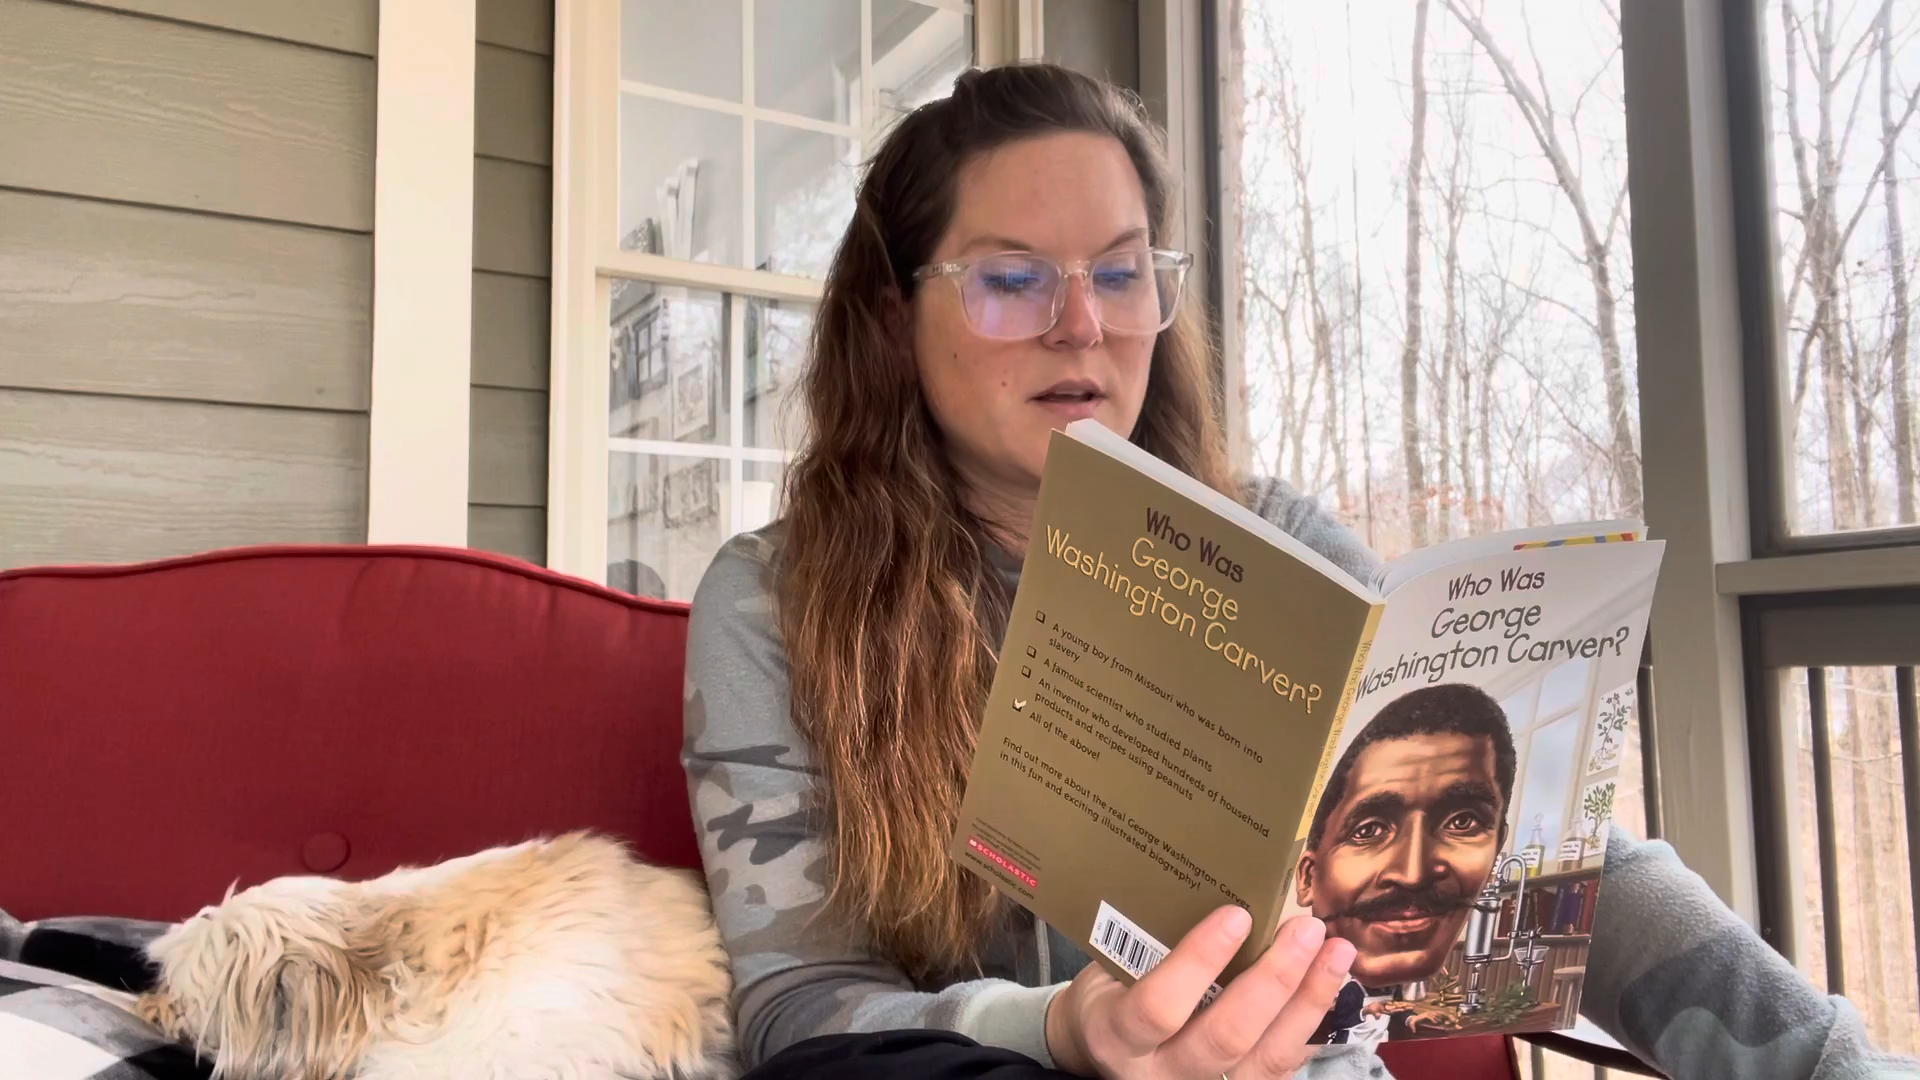 Who Was
George
Washington Carver?
A young boy from Missouri who was born into
slavery
A famous scientist who studied plants
An inventor who developed hundreds of household
products and recipes using peanuts
All of the above!
Find out more about the real George Washington Carver
in this fun and exciting illustrated biography!
SCHOLASTIC
www.scholastic.com
Who Was
George
Washington Carver?